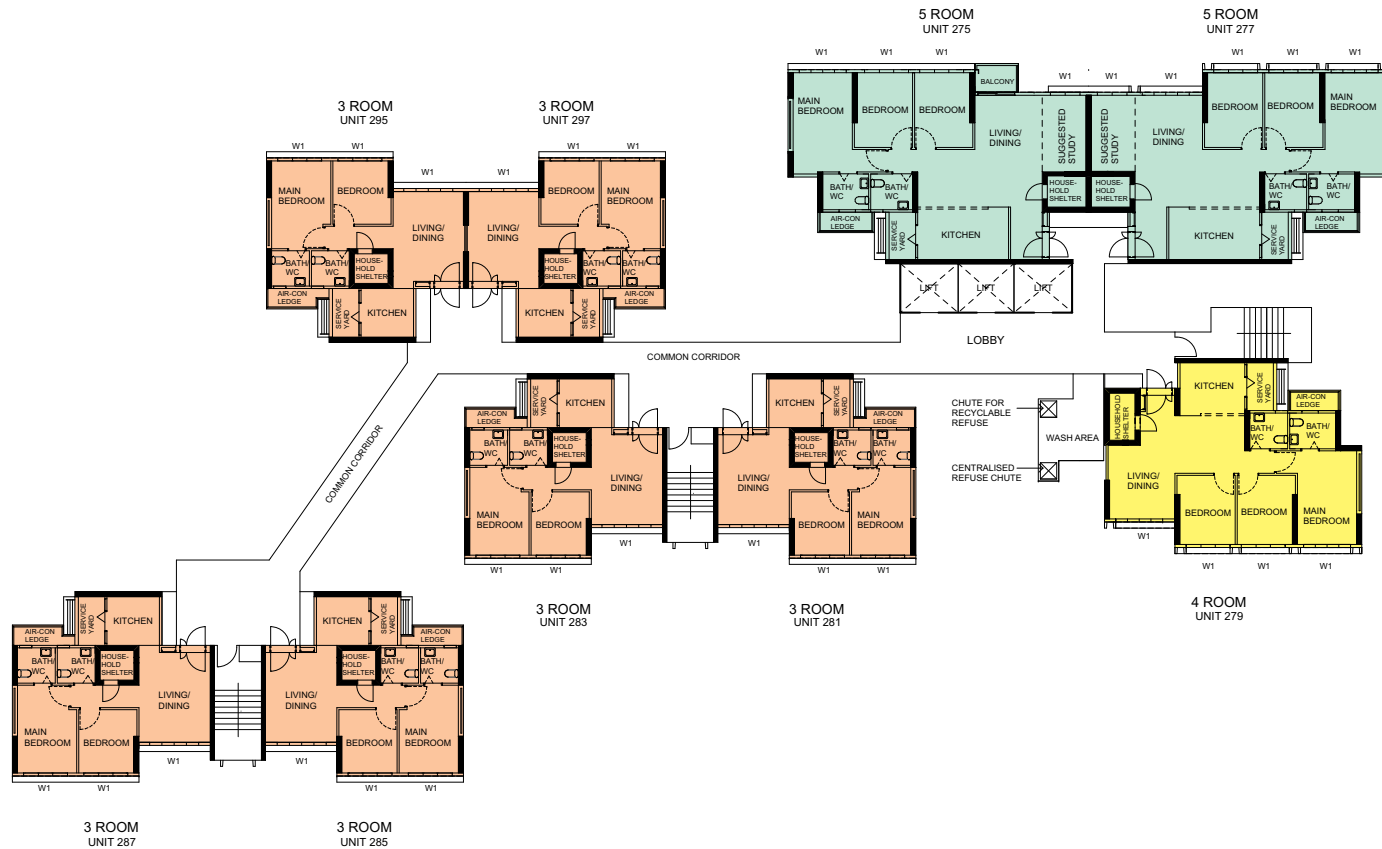 5 ROOM
UNIT 275
5 ROOM
UNIT 277
W1
W1
W1
BALCONY
W1
W1
W1
W1
W1
W1
MAIN
BEDROOM
BEDROOM
BEDROOM
LIVING/
DINING
SUGGESTED
STUDY
SUGGESTED
STUDY
LIVING/
DINING
BEDROOM
BEDROOM
MAIN
BEDROOM
BATH/
WC
BATH/
WC
HOUSE-
HOLD
SHELTER
HOUSE-
HOLD
SHELTER
BATH/
WC
BATH/
WC
AIR-CON
LEDGE
SERVICE
YARD
KITCHEN
KITCHEN
SERVICE
YARD
AIR-CON
LEDGE
LIFT
LIFT
LIFT
LOBBY
3 ROOM
UNIT 295
3 ROOM
UNIT 297
W1
W1
W1
W1
W1
W1
MAIN
BEDROOM
BEDROOM
LIVING/
DINING
LIVING/
DINING
BEDROOM
MAIN
BEDROOM
BATH/
WC
BATH/
WC
HOUSE-
HOLD
SHELTER
HOUSE-
HOLD
SHELTER
BATH/
WC
BATH/
WC
AIR-CON
LEDGE
SERVICE
YARD
KITCHEN
KITCHEN
SERVICE
YARD
AIR-CON
LEDGE
COMMON CORRIDOR
COMMON CORRIDOR
AIR-CON
LEDGE
SERVICE
YARD
KITCHEN
KITCHEN
SERVICE
YARD
AIR-CON
LEDGE
BATH/
WC
BATH/
WC
HOUSE-
HOLD
SHELTER
HOUSE-
HOLD
SHELTER
BATH/
WC
BATH/
WC
LIVING/
DINING
LIVING/
DINING
MAIN
BEDROOM
BEDROOM
BEDROOM
MAIN
BEDROOM
W1
W1
W1
W1
W1
W1
3 ROOM
UNIT 283
3 ROOM
UNIT 281
CHUTE FOR
RECYCLABLE
REFUSE
WASH AREA
CENTRALISED
REFUSE CHUTE
HOUSEHOLD
SHELTER
KITCHEN
SERVICE
YARD
AIR-CON
LEDGE
BATH/
WC
BATH/
WC
LIVING/
DINING
BEDROOM
BEDROOM
MAIN
BEDROOM
W1
W1
W1
W1
4 ROOM
UNIT 279
AIR-CON
LEDGE
SERVICE
YARD
KITCHEN
KITCHEN
SERVICE
YARD
AIR-CON
LEDGE
BATH/
WC
BATH/
WC
HOUSE-
HOLD
SHELTER
HOUSE-
HOLD
SHELTER
BATH/
WC
BATH/
WC
LIVING/
DINING
LIVING/
DINING
MAIN
BEDROOM
BEDROOM
BEDROOM
MAIN
BEDROOM
W1
W1
W1
W1
W1
W1
3 ROOM
UNIT 287
3 ROOM
UNIT 285